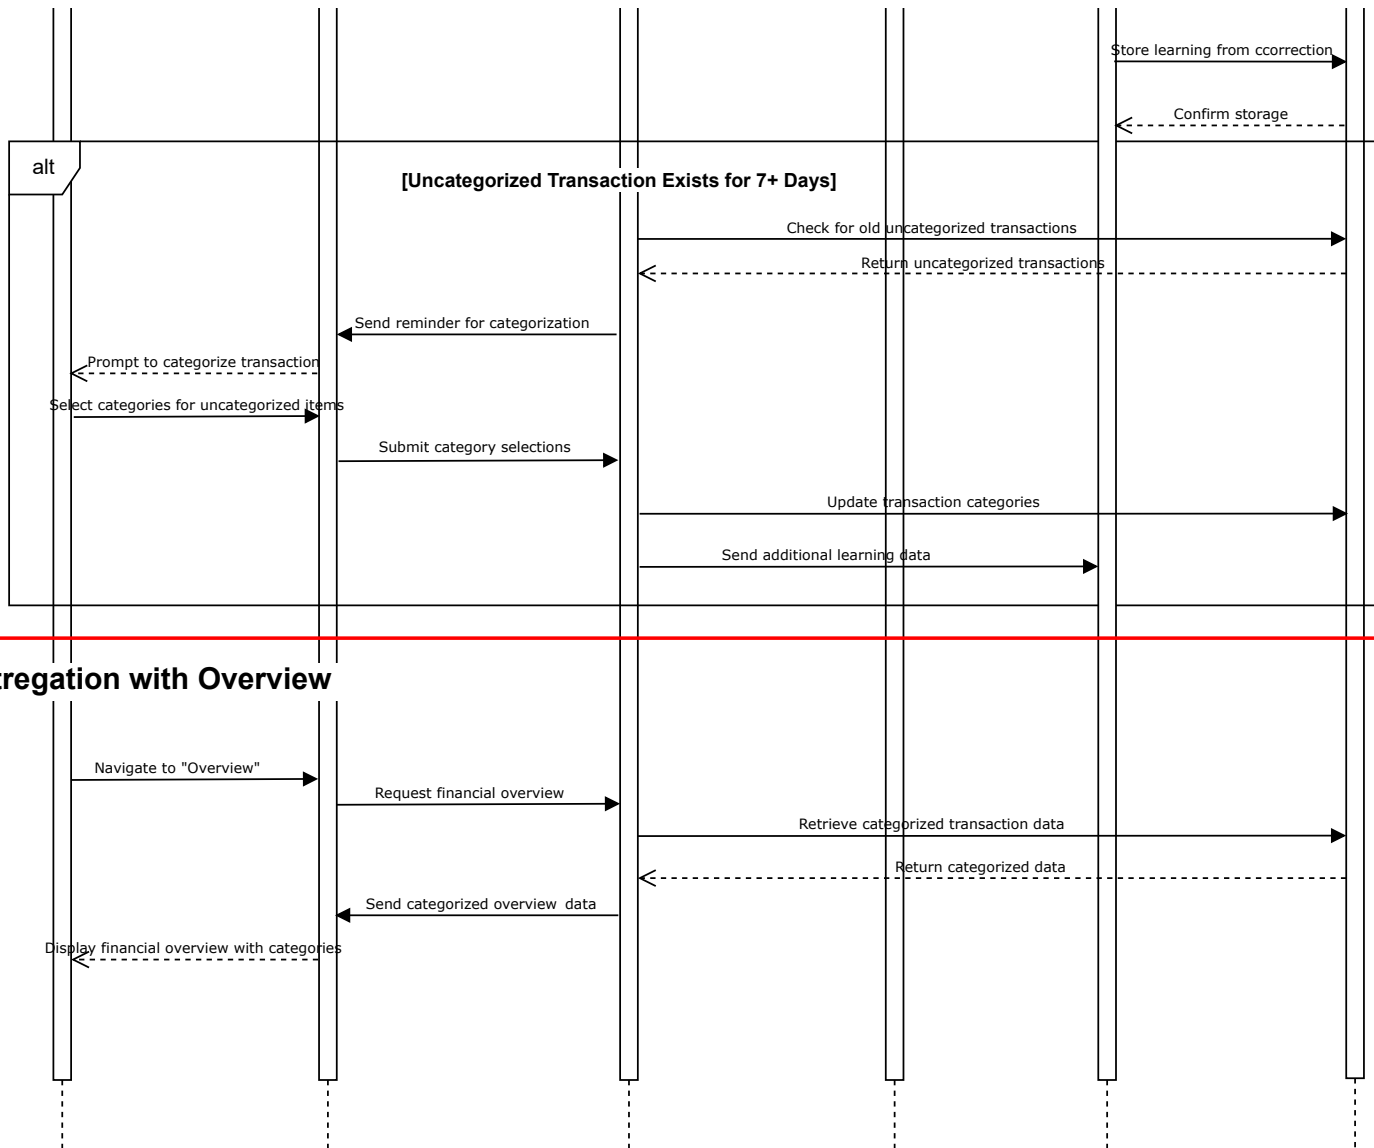 Store learning from ccorrection
Confirm storage
alt
[Uncategorized Transaction Exists for 7+ Days]
Check for old uncategorized transactions
Return uncategorized transactions
Send reminder for categorization
Prompt to categorize transaction
Select categories for uncategorized items
Submit category selections
Update transaction categories
Send additional learning data
tregation with Overview
Navigate to "Overview"
Request financial overview
Retrieve categorized transaction data
Return categorized data
Send categorized overview data
Display financial overview with categories